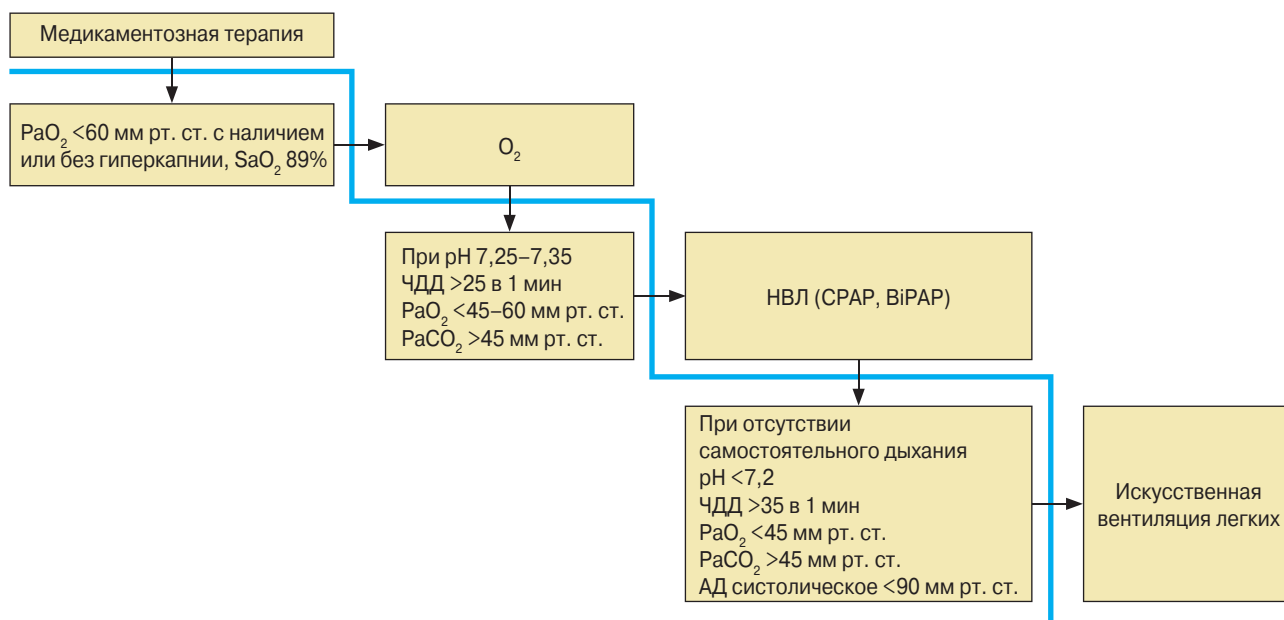 Медикаментозная терапия
PaO₂ <60 мм рт. ст. с наличием
или без гиперкапнии, SaO₂ 89%
O₂
При pH 7,25–7,35
ЧДД >25 в 1 мин
PaO₂ <45–60 мм рт. ст.
PaCO₂ >45 мм рт. ст.
НВЛ (CPAP, BiPAP)
При отсутствии
самостоятельного дыхания
pH <7,2
ЧДД >35 в 1 мин
PaO₂ <45 мм рт. ст.
PaCO₂ >45 мм рт. ст.
АД систолическое <90 мм рт. ст.
Искусственная
вентиляция легких